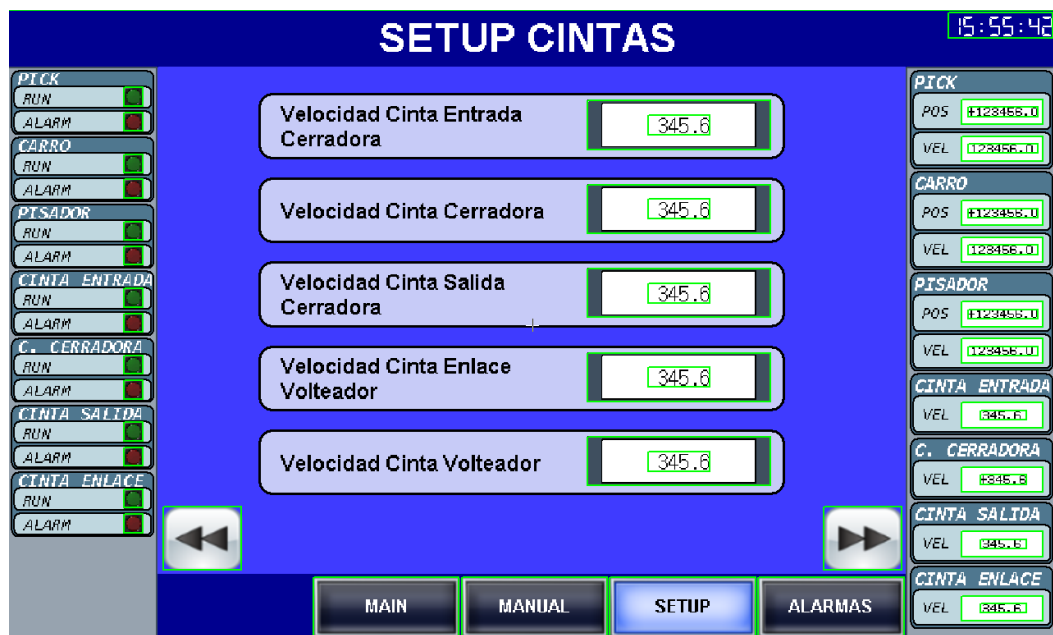 SETUP CINTAS
15:55:42
PICK
RUN
ALARM
CARRO
RUN
ALARM
PISADOR
RUN
ALARM
CINTA ENTRADA
RUN
ALARM
C. CERRADORA
RUN
ALARM
CINTA SALIDA
RUN
ALARM
CINTA ENLACE
RUN
ALARM
Velocidad Cinta Entrada
Cerradora
345.6
Velocidad Cinta Cerradora
345.6
Velocidad Cinta Salida
Cerradora
345.6
Velocidad Cinta Enlace
Volteador
345.6
Velocidad Cinta Volteador
345.6
PICK
POS +123456.0
VEL 123456.0
CARRO
POS +123456.0
VEL 123456.0
PISADOR
POS +123456.0
VEL 123456.0
CINTA ENTRADA
VEL 345.6
C. CERRADORA
VEL +345.6
CINTA SALIDA
VEL 345.6
CINTA ENLACE
VEL 345.6
MAIN
MANUAL
SETUP
ALARMAS